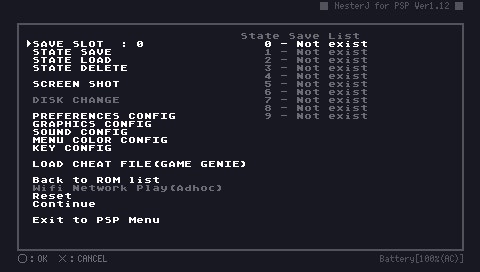 NesterJ for PSP Ver1.12
State Save List
SAVE SLOT : 0
0 - Not exist
STATE SAVE
1 - Not exist
STATE LOAD
2 - Not exist
STATE DELETE
3 - Not exist
4 - Not exist
SCREEN SHOT
5 - Not exist
6 - Not exist
DISK CHANGE
7 - Not exist
8 - Not exist
PREFERENCES CONFIG
9 - Not exist
GRAPHICS CONFIG
SOUND CONFIG
MENU COLOR CONFIG
KEY CONFIG
LOAD CHEAT FILE(GAME GENIE)
Back to ROM list
Wifi Network Play(Adhoc)
Reset
Continue
Exit to PSP Menu
○:OK ×:CANCEL
Battery[100%(AC)]